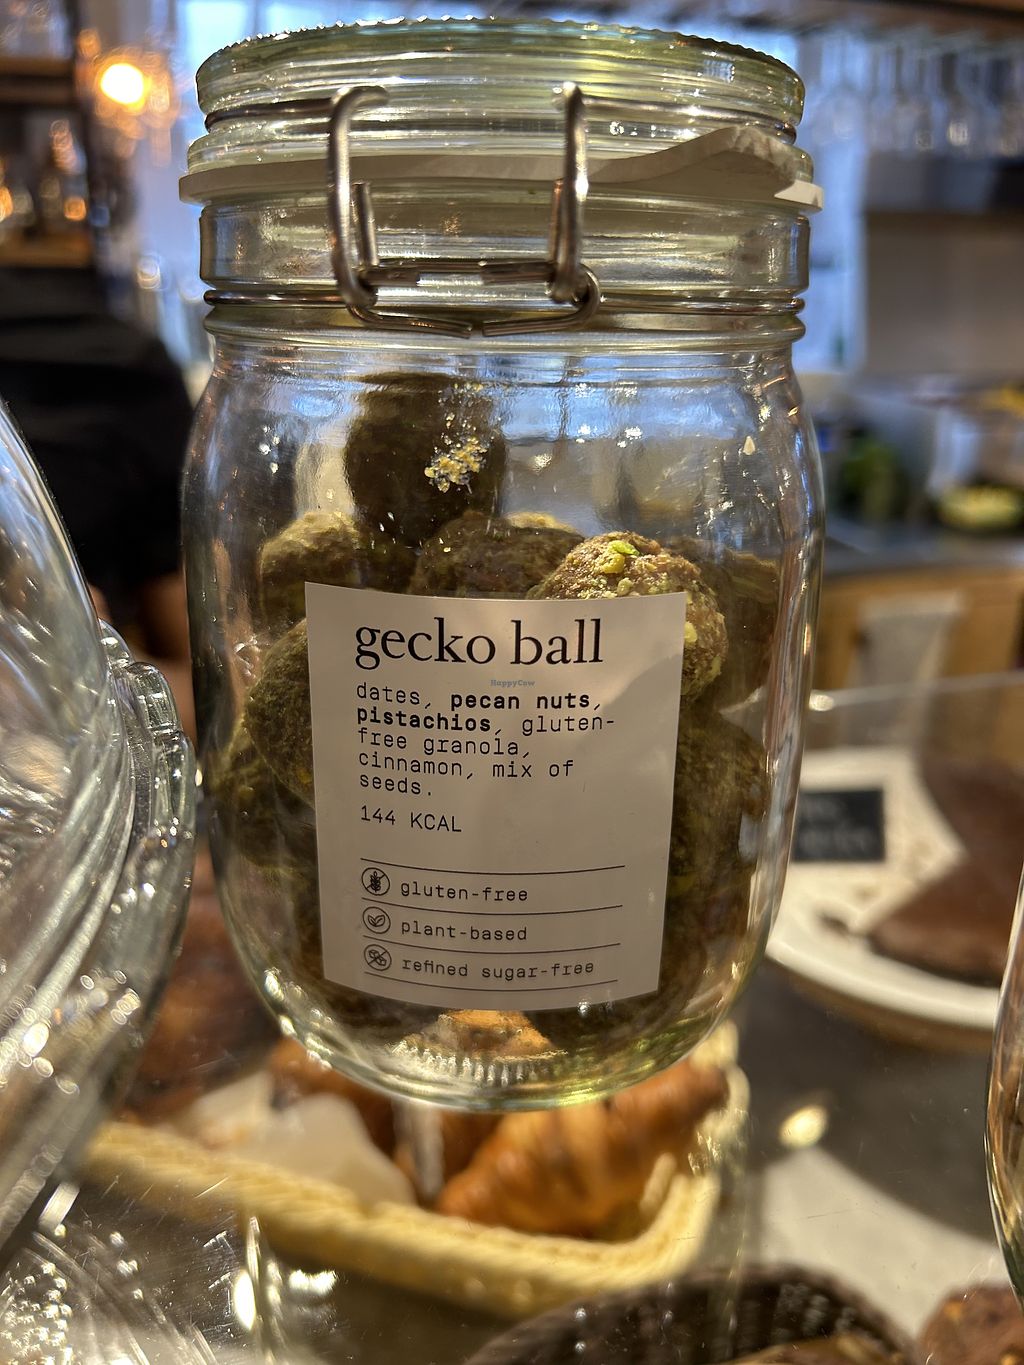 gecko ball
HappyCow
dates, pecan nuts,
pistachios, gluten-
free granola,
cinnamon, mix of
seeds.
144 KCAL
gluten-free
plant-based
refined sugar-free